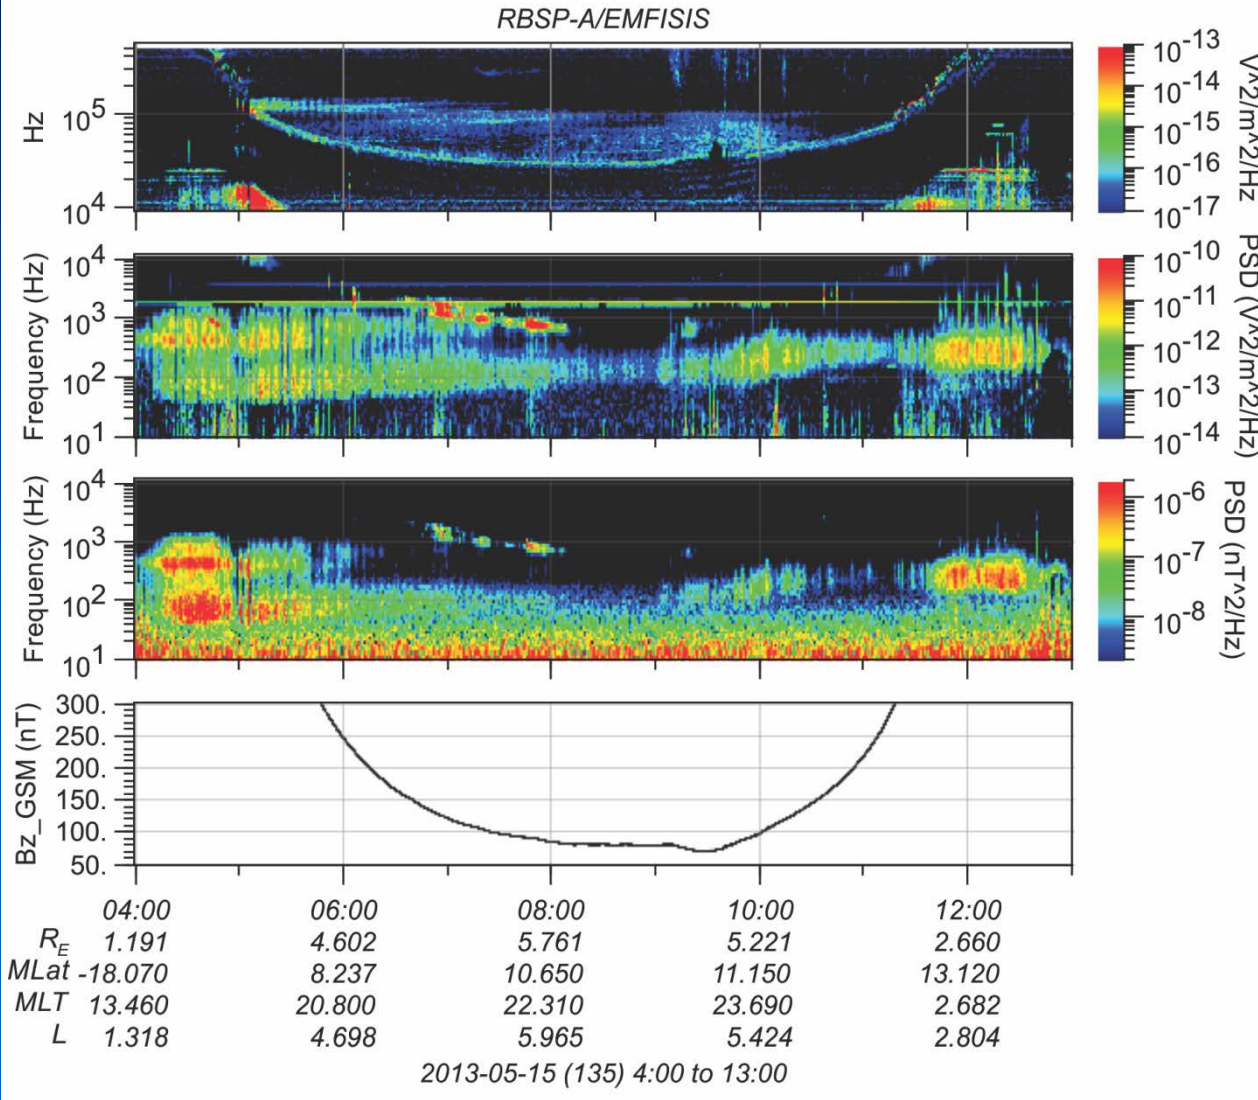 RBSP-A/EMFISIS
Hz
10^5
10^4
10^-13
10^-14
10^-15
10^-16
10^-17
V^2/m^2/Hz
Frequency (Hz)
10^4
10^3
10^2
10^1
10^-10
10^-11
10^-12
10^-13
10^-14
PSD (V^2/m^2/Hz)
Frequency (Hz)
10^4
10^3
10^2
10^1
10^-6
10^-7
10^-8
PSD (nT^2/Hz)
Bz_GSM (nT)
300.
250.
200.
150.
100.
50.
04:00 06:00 08:00 10:00 12:00
R_E 1.191 4.602 5.761 5.221 2.660
MLat -18.070 8.237 10.650 11.150 13.120
MLT 13.460 20.800 22.310 23.690 2.682
L 1.318 4.698 5.965 5.424 2.804
2013-05-15 (135) 4:00 to 13:00